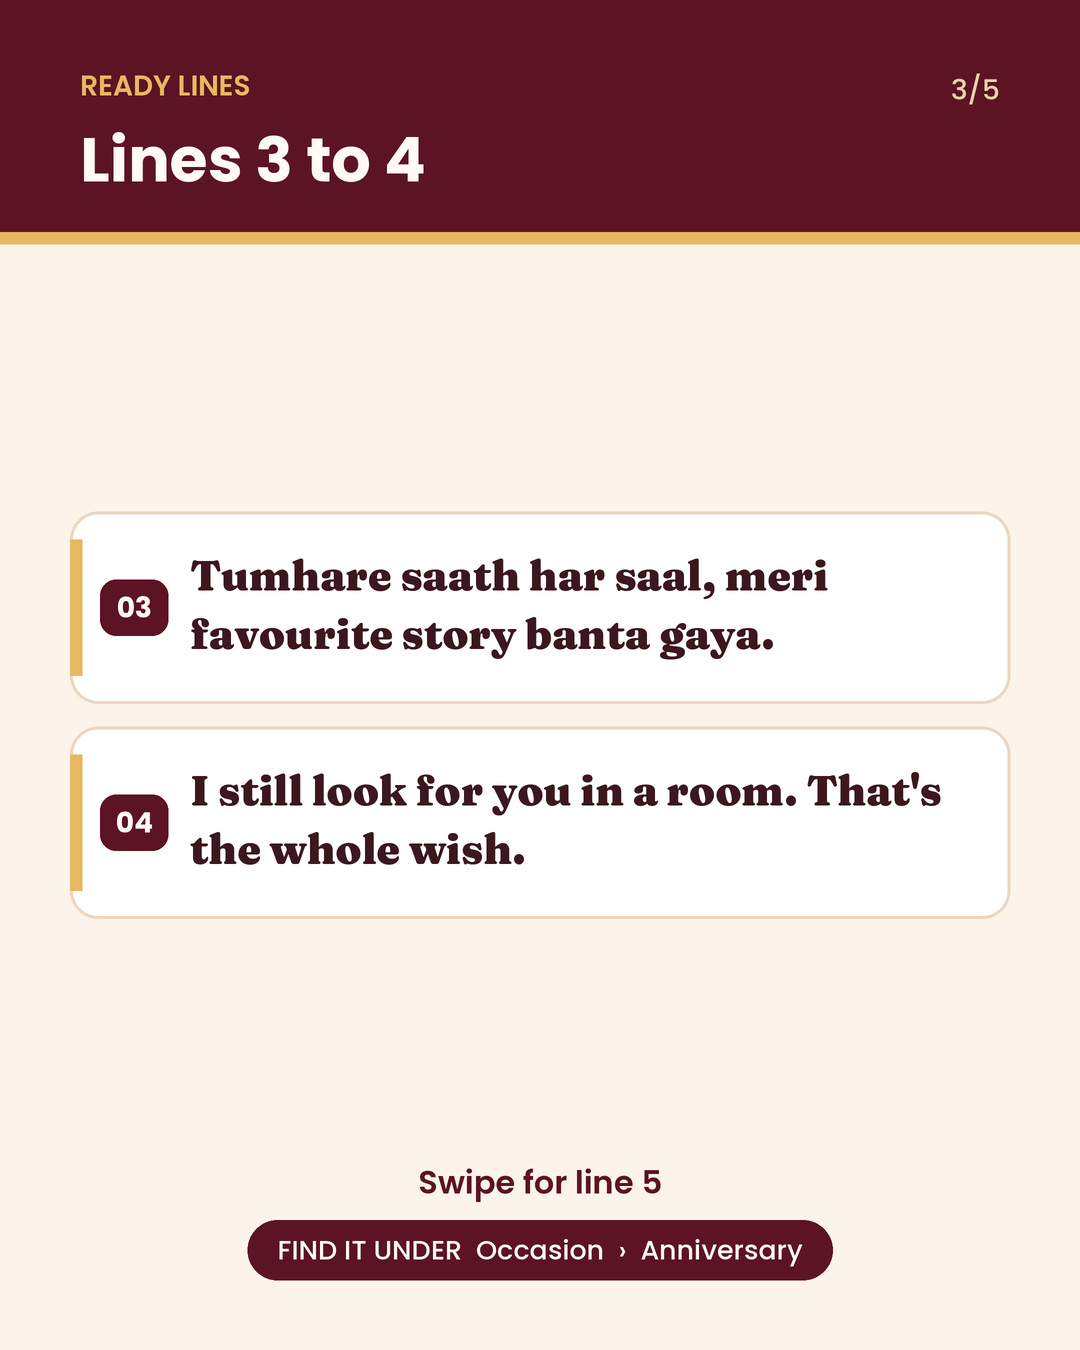 READY LINES
3/5
Lines 3 to 4
03
Tumhare saath har saal, meri
favourite story banta gaya.
04
I still look for you in a room. That's
the whole wish.
Swipe for line 5
FIND IT UNDER Occasion › Anniversary